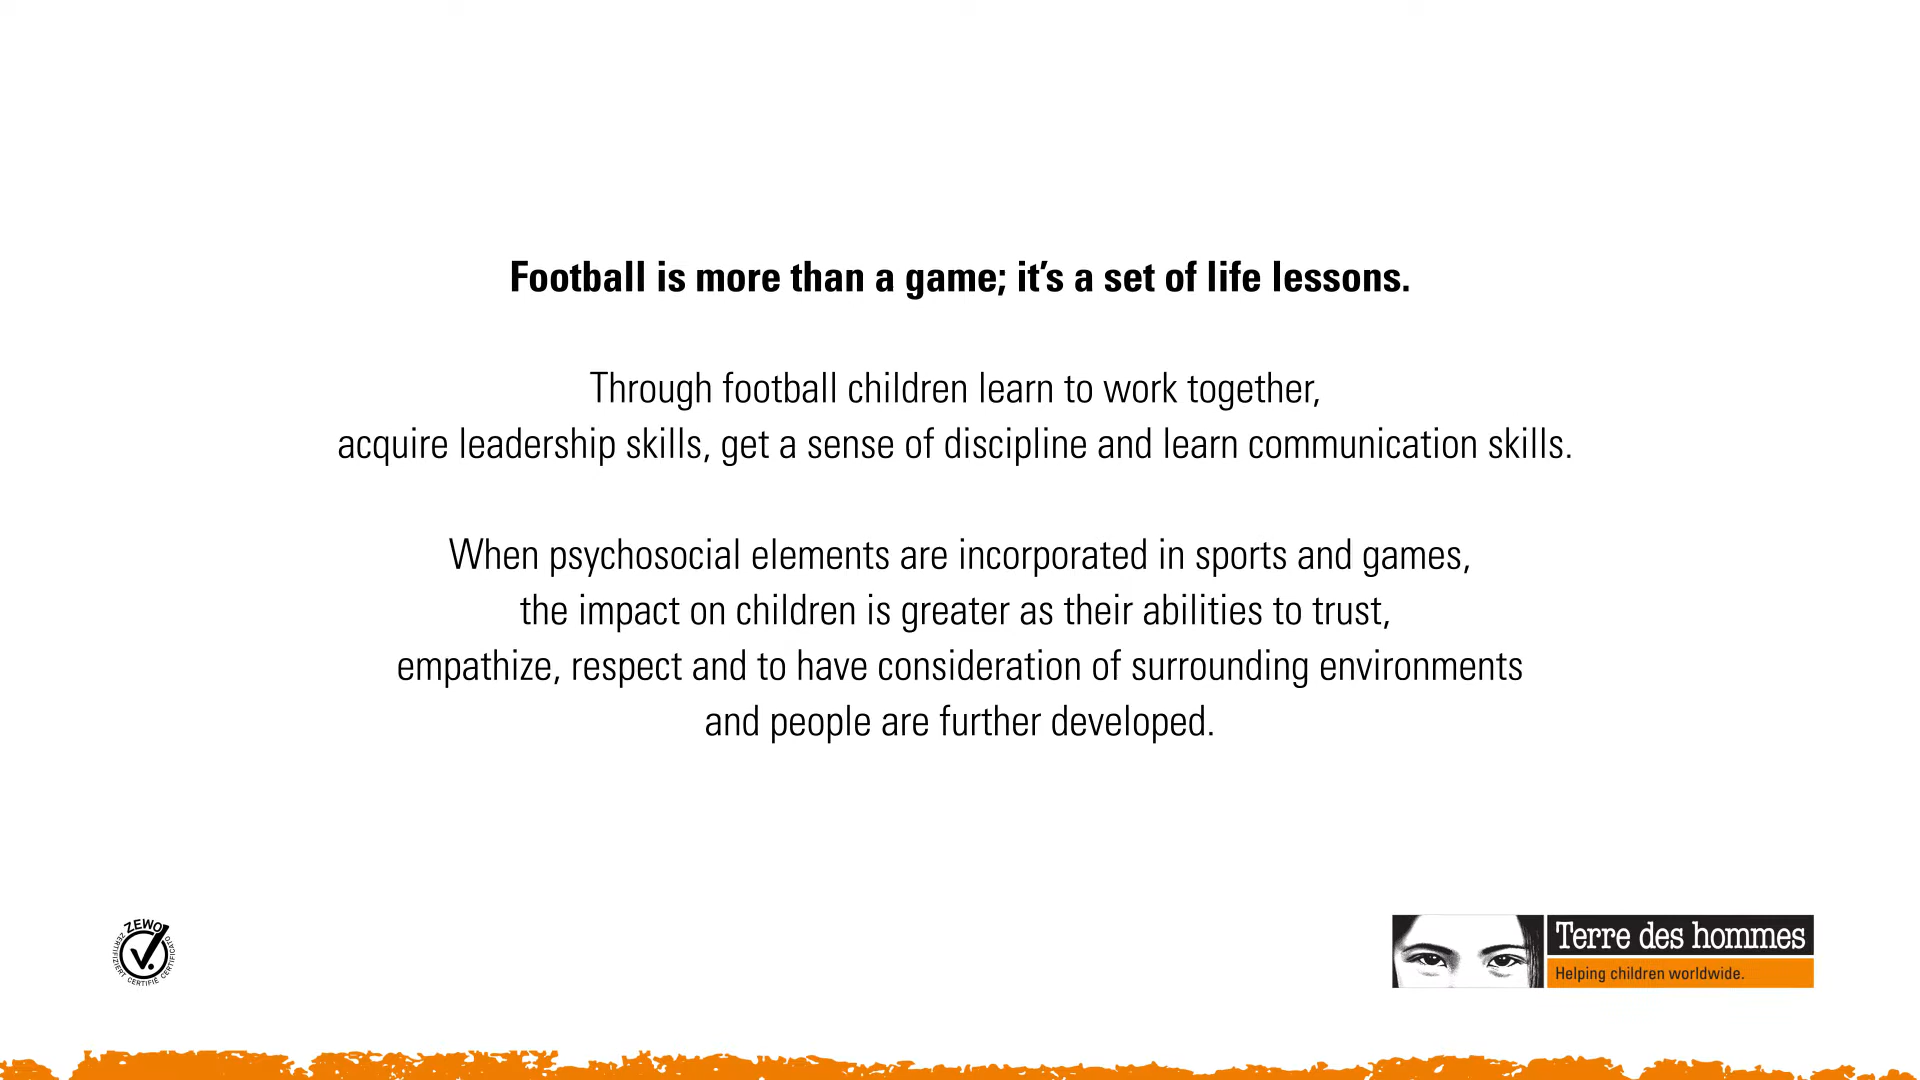 Football is more than a game; it’s a set of life lessons.
Through football children learn to work together,
acquire leadership skills, get a sense of discipline and learn communication skills.
When psychosocial elements are incorporated in sports and games,
the impact on children is greater as their abilities to trust,
empathize, respect and to have consideration of surrounding environments
and people are further developed.
ZEWO
ZERTIFIZIERT CERTIFIÉ CERTIFICATO
Terre des hommes
Helping children worldwide.